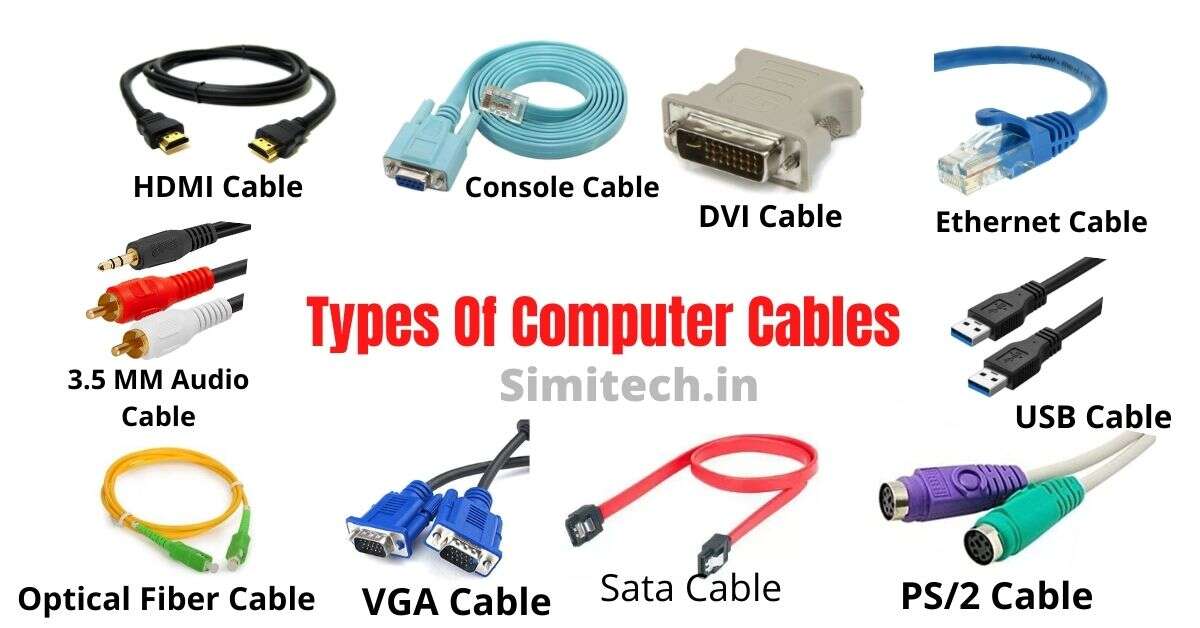 HDMI Cable
Console Cable
DVI Cable
Ethernet Cable
3.5 MM Audio
Cable
Types Of Computer Cables
Simitech.in
USB Cable
Optical Fiber Cable
VGA Cable
Sata Cable
PS/2 Cable